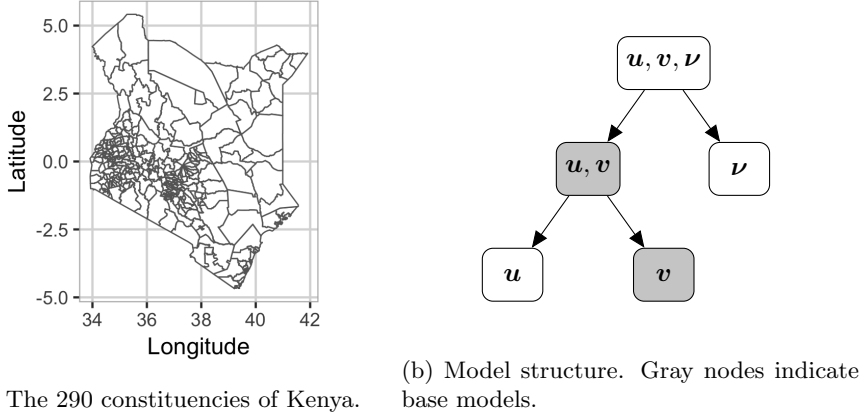 5.0
2.5
0.0
-2.5
-5.0
Latitude
34 36 38 40 42
Longitude
The 290 constituencies of Kenya.
u, v, ν
u, v
ν
u
v
(b) Model structure. Gray nodes indicate
base models.